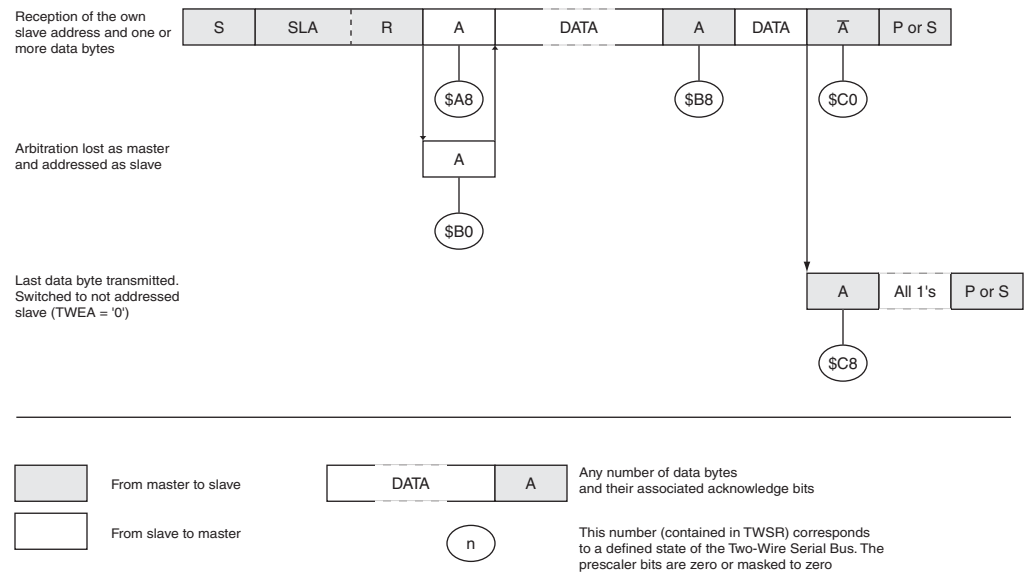 Reception of the own
slave address and one or
more data bytes
S SLA R A DATA A DATA A̅ P or S
$A8 $B8 $C0
Arbitration lost as master
and addressed as slave
A
$B0
Last data byte transmitted.
Switched to not addressed
slave (TWEA = '0')
A All 1's P or S
$C8
From master to slave
DATA A
Any number of data bytes
and their associated acknowledge bits
From slave to master
n
This number (contained in TWSR) corresponds
to a defined state of the Two-Wire Serial Bus. The
prescaler bits are zero or masked to zero